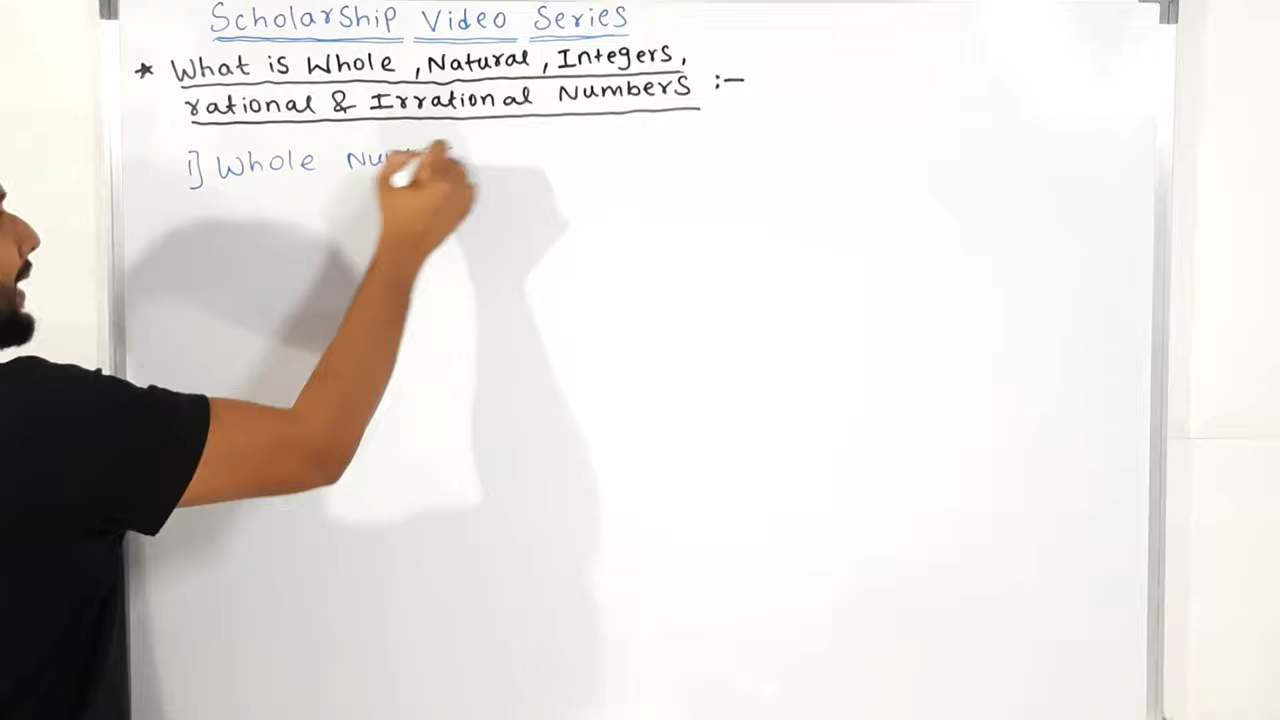 Scholarship Video Series
* What is Whole, Natural, Integers,
rational & Irrational Numbers :-
1] Whole